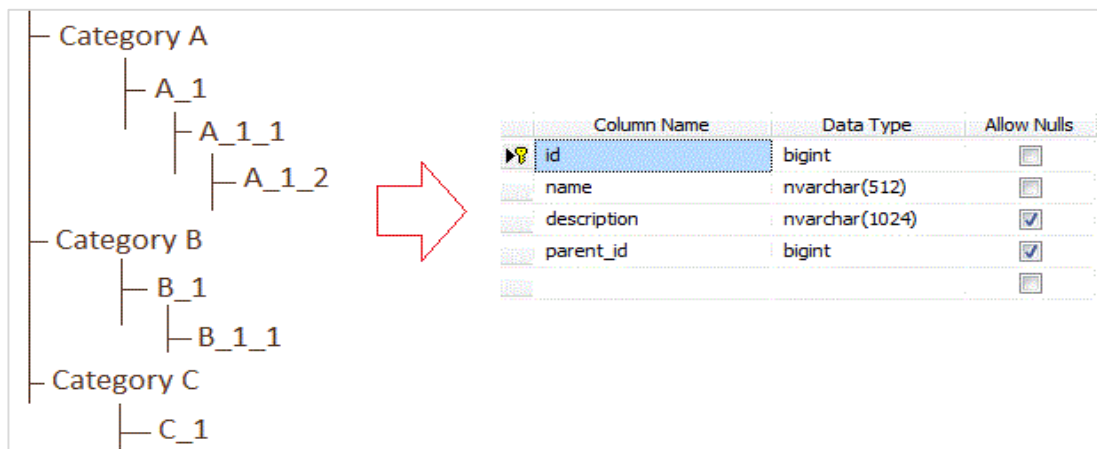 Category A
A_1
A_1_1
A_1_2
Category B
B_1
B_1_1
Category C
C_1
Column Name Data Type Allow Nulls
id bigint
name nvarchar(512)
description nvarchar(1024)
parent_id bigint